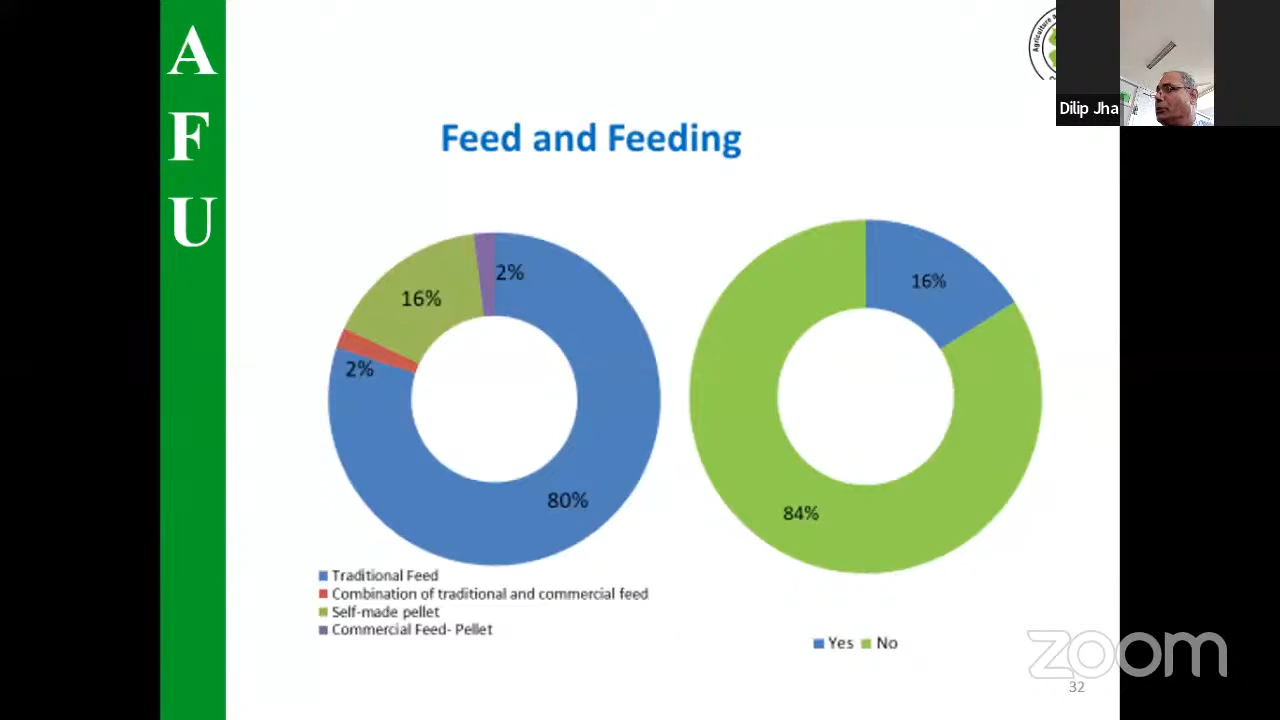 A
F
U
Agriculture a
Dilip Jha
Feed and Feeding
2%
16%
2%
80%
16%
84%
Traditional Feed
Combination of traditional and commercial feed
Self-made pellet
Commercial Feed- Pellet
Yes No
zoom
32